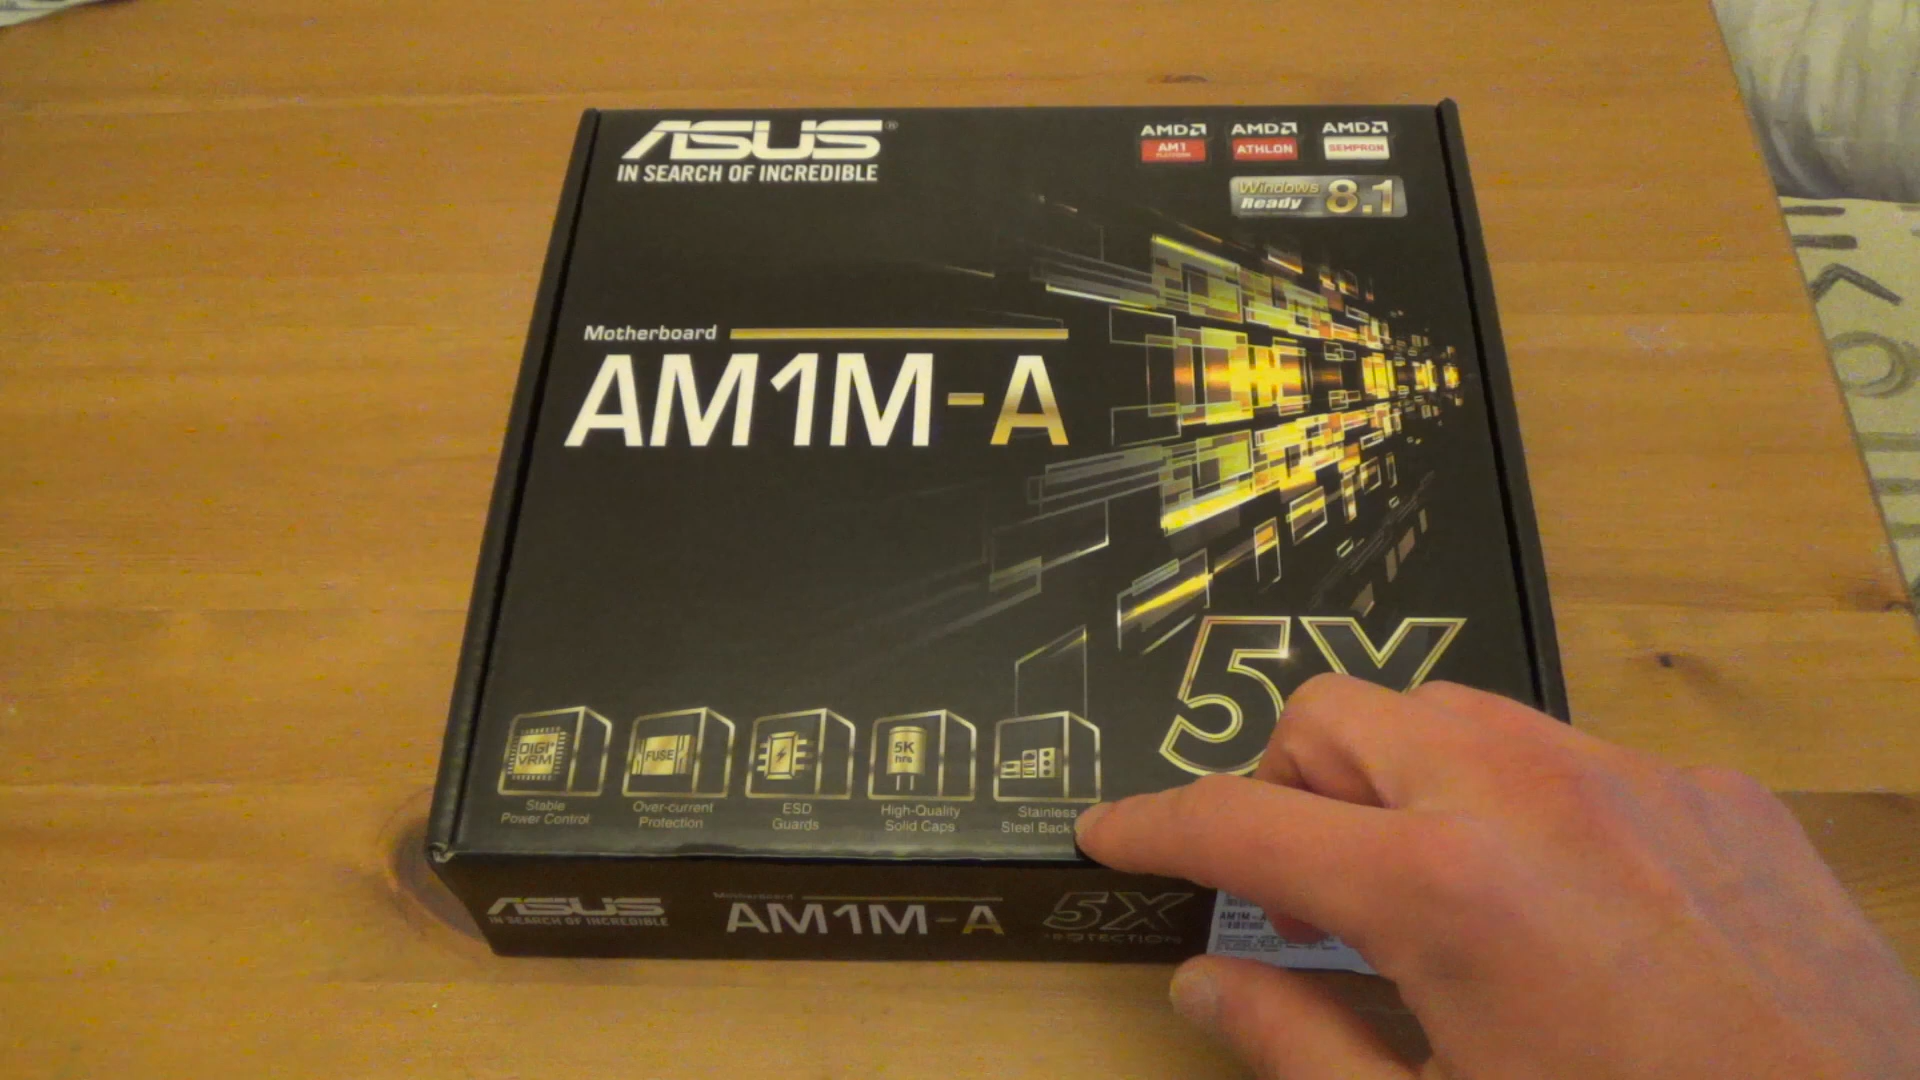 ASUS®
IN SEARCH OF INCREDIBLE
AMD AMD AMD
AM1 ATHLON SEMPRON
PLATFORM
Windows 8.1
Ready
Motherboard
AM1M-A
5X
DIGI+
VRM
FUSE
5K
hrs
Stable
Power Control
Over-current
Protection
ESD
Guards
High-Quality
Solid Caps
Stainless
Steel Back
ASUS
IN SEARCH OF INCREDIBLE
Motherboard
AM1M-A
5X
PROTECTION
AM1M-A